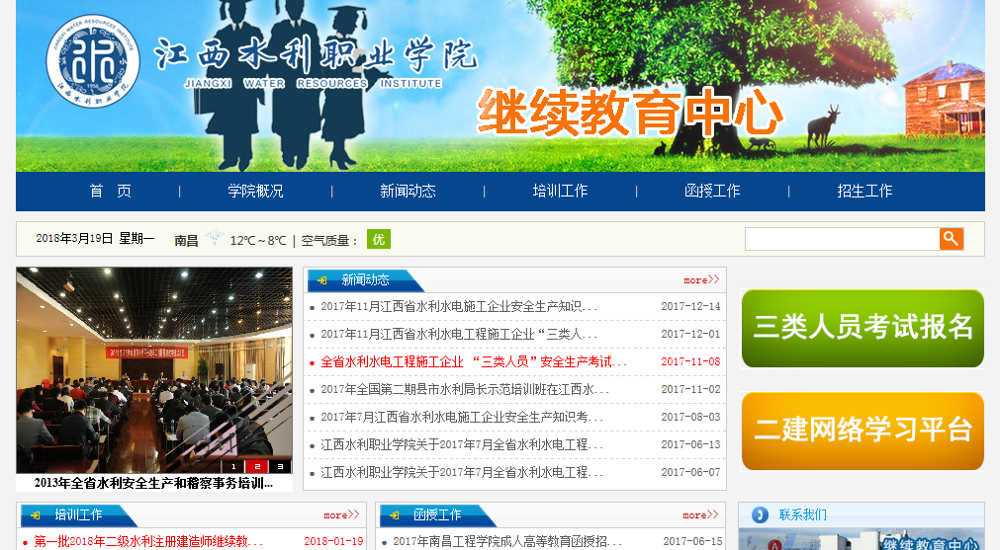 江西水利职业学院
JIANGXI WATER RESOURCES INSTITUTE
继续教育中心
首 页 | 学院概况 | 新闻动态 | 培训工作 | 函授工作 | 招生工作
2018年3月19日 星期一 南昌 12℃～8℃ | 空气质量： 优
新闻动态 more>>
2017年11月江西省水利水电施工企业安全生产知识... 2017-12-14
2017年11月江西省水利水电工程施工企业“三类人... 2017-12-01
全省水利水电工程施工企业 “三类人员”安全生产考试... 2017-11-08
2017年全国第二期县市水利局长示范培训班在江西水... 2017-11-02
2017年7月江西省水利水电施工企业安全生产知识考... 2017-08-03
江西水利职业学院关于2017年7月全省水利水电工程... 2017-06-13
江西水利职业学院关于2017年7月全省水利水电工程... 2017-06-07
1 2 3
2013年全省水利安全生产和稽察事务培训...
三类人员考试报名
二建网络学习平台
培训工作 more>>
第一批2018年二级水利注册建造师继续教... 2018-01-19
函授工作 more>>
2017年南昌工程学院成人高等教育函授招... 2017-06-15
联系我们
继续教育中心